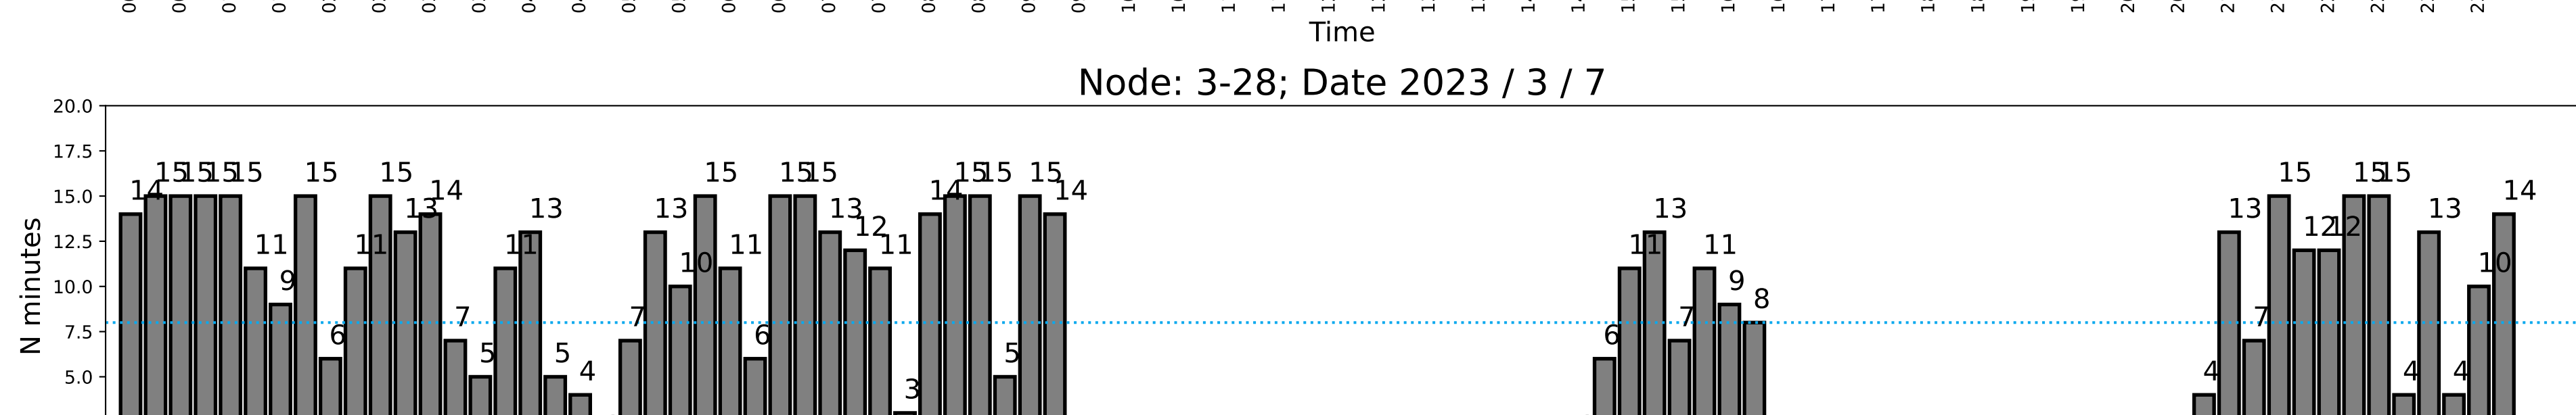 Time
Node: 3-28; Date 2023 / 3 / 7
N minutes
20.0
17.5
15 15 15 15 15 15 15 15 15 15 15 15 15 15 15
15.0 14 14 14 14 14
13 13 13 13 13 13 13
12 12 12
12.5 11 11 11 11 11 11 11
10 10
10.0 9 9
8
7.5 7 7 7 7
6 6 6
5 5 5
5.0 4 4 4 4
3